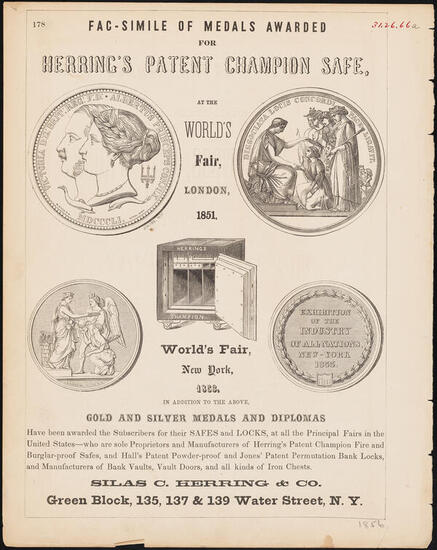 178
31.26.66a
FAC-SIMILE OF MEDALS AWARDED
FOR
HERRING'S PATENT CHAMPION SAFE,
AT THE
WORLD'S
Fair,
LONDON,
1851.
VICTORIA D: G: BRIT: REG: F.D: ALBERTUS PRINCEPS CONJUX
MDCCCLI.
DISSOCIATA LOCIS CONCORDI PACE LIGAVIT.
HERRING'S
CHAMPION
World's Fair,
New York,
1853.
EXHIBITION
OF THE
INDUSTRY
OF ALL NATIONS,
NEW-YORK
1853.
IN ADDITION TO THE ABOVE,
GOLD AND SILVER MEDALS AND DIPLOMAS
Have been awarded the Subscribers for their SAFES and LOCKS, at all the Principal Fairs in the
United States—who are sole Proprietors and Manufacturers of Herring's Patent Champion Fire and
Burglar-proof Safes, and Hall's Patent Powder-proof and Jones' Patent Permutation Bank Locks,
and Manufacturers of Bank Vaults, Vault Doors, and all kinds of Iron Chests.
SILAS C. HERRING & CO.
Green Block, 135, 137 & 139 Water Street, N. Y.
1856